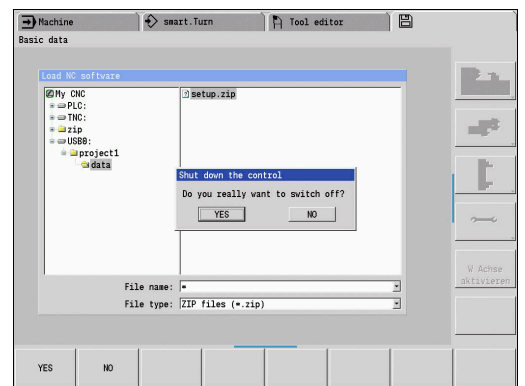 Machine
smart.Turn
Tool editor
Basic data
Load NC software
My CNC
PLC:
TNC:
zip
USB0:
project1
data
setup.zip
Shut down the control
Do you really want to switch off?
YES NO
File name: *
File type: ZIP files (*.zip)
W Achse
aktivieren
YES NO